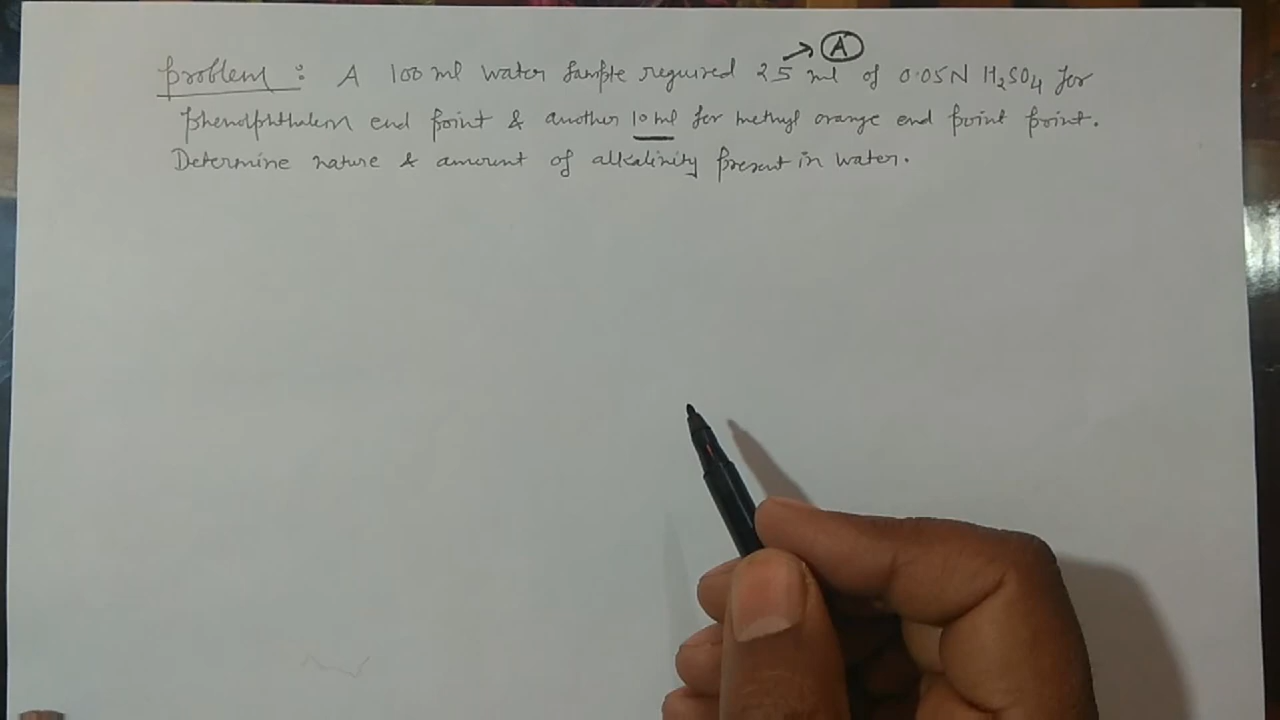 A
problem : A 100 ml water sample required 25 ml of 0.05N H₂SO₄ for
phenolphthalein end point & another 10 ml for methyl orange end point point.
Determine nature & amount of alkalinity present in water.